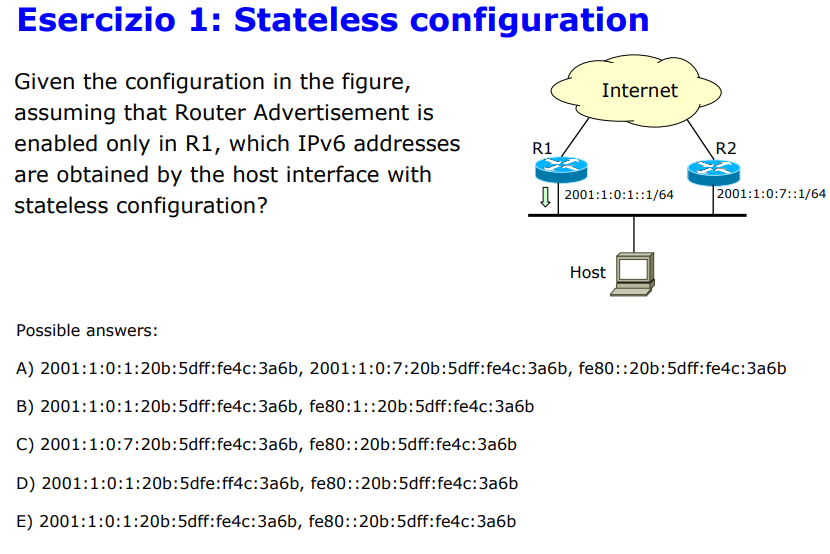 Esercizio 1: Stateless configuration
Given the configuration in the figure,
assuming that Router Advertisement is
enabled only in R1, which IPv6 addresses
are obtained by the host interface with
stateless configuration?
Internet
R1
R2
2001:1:0:1::1/64
2001:1:0:7::1/64
Host
Possible answers:
A) 2001:1:0:1:20b:5dff:fe4c:3a6b, 2001:1:0:7:20b:5dff:fe4c:3a6b, fe80::20b:5dff:fe4c:3a6b
B) 2001:1:0:1:20b:5dff:fe4c:3a6b, fe80:1::20b:5dff:fe4c:3a6b
C) 2001:1:0:7:20b:5dff:fe4c:3a6b, fe80::20b:5dff:fe4c:3a6b
D) 2001:1:0:1:20b:5dfe:ff4c:3a6b, fe80::20b:5dff:fe4c:3a6b
E) 2001:1:0:1:20b:5dff:fe4c:3a6b, fe80::20b:5dff:fe4c:3a6b